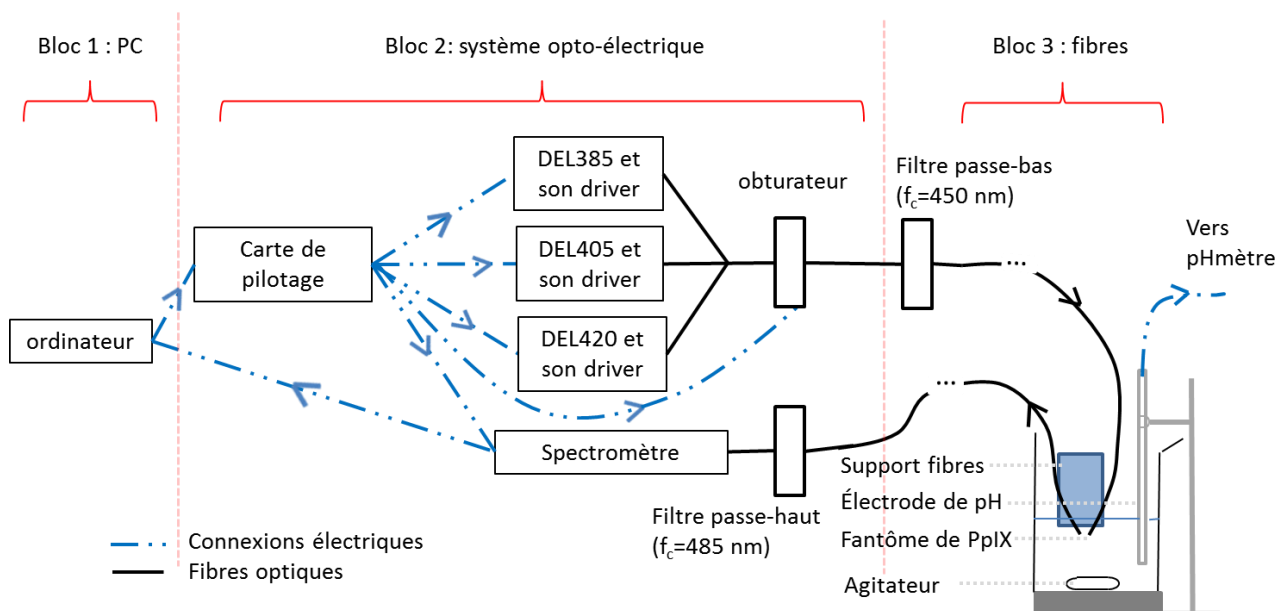 Bloc 1 : PC
Bloc 2: système opto-électrique
Bloc 3 : fibres
DEL385 et
son driver
obturateur
Filtre passe-bas
(fc=450 nm)
Carte de
pilotage
DEL405 et
son driver
...
Vers
pHmètre
ordinateur
DEL420 et
son driver
...
Spectromètre
Support fibres
Électrode de pH
Filtre passe-haut
(fc=485 nm)
Fantôme de PpIX
Agitateur
Connexions électriques
Fibres optiques